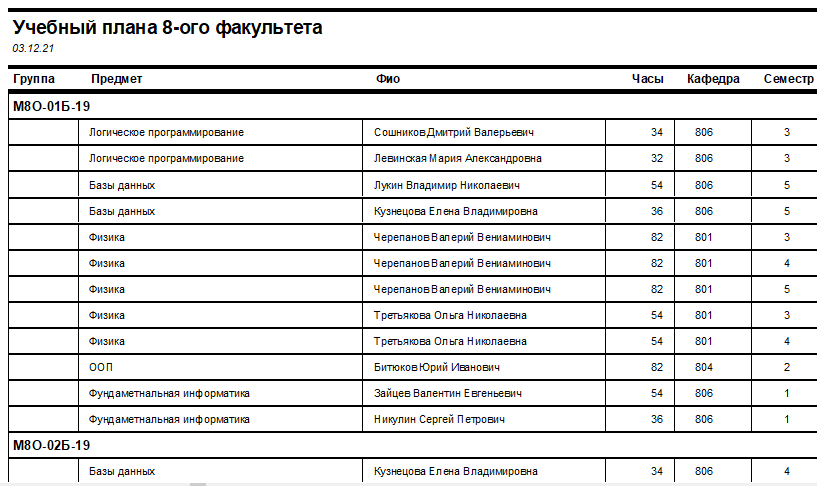 Учебный плана 8-ого факультета
03.12.21
Группа Предмет Фио Часы Кафедра Семестр
М8О-01Б-19
Логическое программирование Сошников Дмитрий Валерьевич 34 806 3
Логическое программирование Левинская Мария Александровна 32 806 3
Базы данных Лукин Владимир Николаевич 54 806 5
Базы данных Кузнецова Елена Владимировна 36 806 5
Физика Черепанов Валерий Вениаминович 82 801 3
Физика Черепанов Валерий Вениаминович 82 801 4
Физика Черепанов Валерий Вениаминович 82 801 5
Физика Третьякова Ольга Николаевна 54 801 3
Физика Третьякова Ольга Николаевна 54 801 4
ООП Битюков Юрий Иванович 82 804 2
Фундаметнальная информатика Зайцев Валентин Евгеньевич 54 806 1
Фундаметнальная информатика Никулин Сергей Петрович 36 806 1
М8О-02Б-19
Базы данных Кузнецова Елена Владимировна 34 806 4